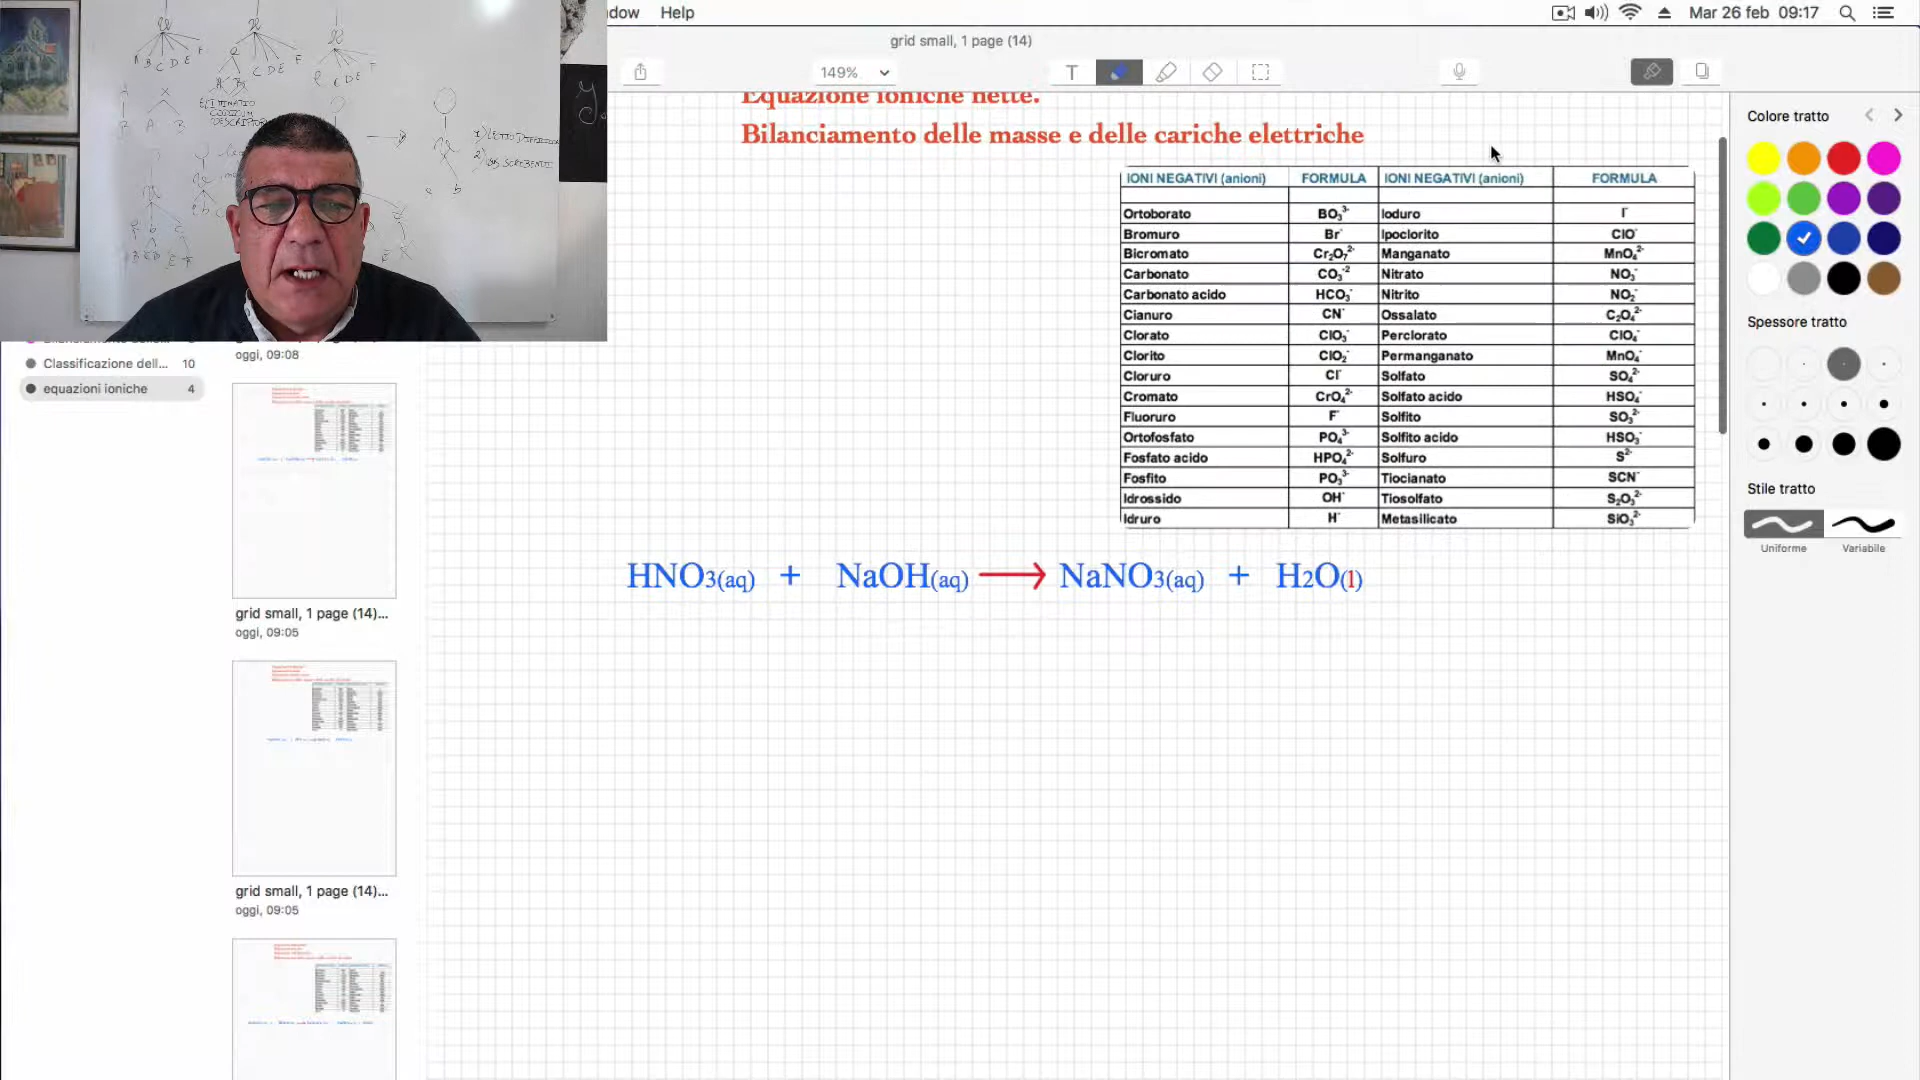 dow Help Mar 26 feb 09:17
grid small, 1 page (14)
149% T
Equazione ioniche nette.
Bilanciamento delle masse e delle cariche elettriche
IONI NEGATIVI (anioni) FORMULA IONI NEGATIVI (anioni) FORMULA
Ortoborato BO₃³⁻ Ioduro I⁻
Bromuro Br⁻ Ipoclorito ClO⁻
Bicromato Cr₂O₇²⁻ Manganato MnO₄²⁻
Carbonato CO₃⁻² Nitrato NO₃⁻
Carbonato acido HCO₃⁻ Nitrito NO₂⁻
Cianuro CN⁻ Ossalato C₂O₄²⁻
Clorato ClO₃⁻ Perclorato ClO₄⁻
Clorito ClO₂⁻ Permanganato MnO₄⁻
Cloruro Cl⁻ Solfato SO₄²⁻
Cromato CrO₄²⁻ Solfato acido HSO₄⁻
Fluoruro F⁻ Solfito SO₃²⁻
Ortofosfato PO₄³⁻ Solfito acido HSO₃⁻
Fosfato acido HPO₄²⁻ Solfuro S²⁻
Fosfito PO₃³⁻ Tiocianato SCN⁻
Idrossido OH⁻ Tiosolfato S₂O₃²⁻
Idruro H⁻ Metasilicato SiO₃²⁻
HNO3(aq) + NaOH(aq) → NaNO3(aq) + H2O(l)
Classificazione dell... 10
equazioni ioniche 4
oggi, 09:08
grid small, 1 page (14)...
oggi, 09:05
grid small, 1 page (14)...
oggi, 09:05
Colore tratto
Spessore tratto
Stile tratto
Uniforme Variabile